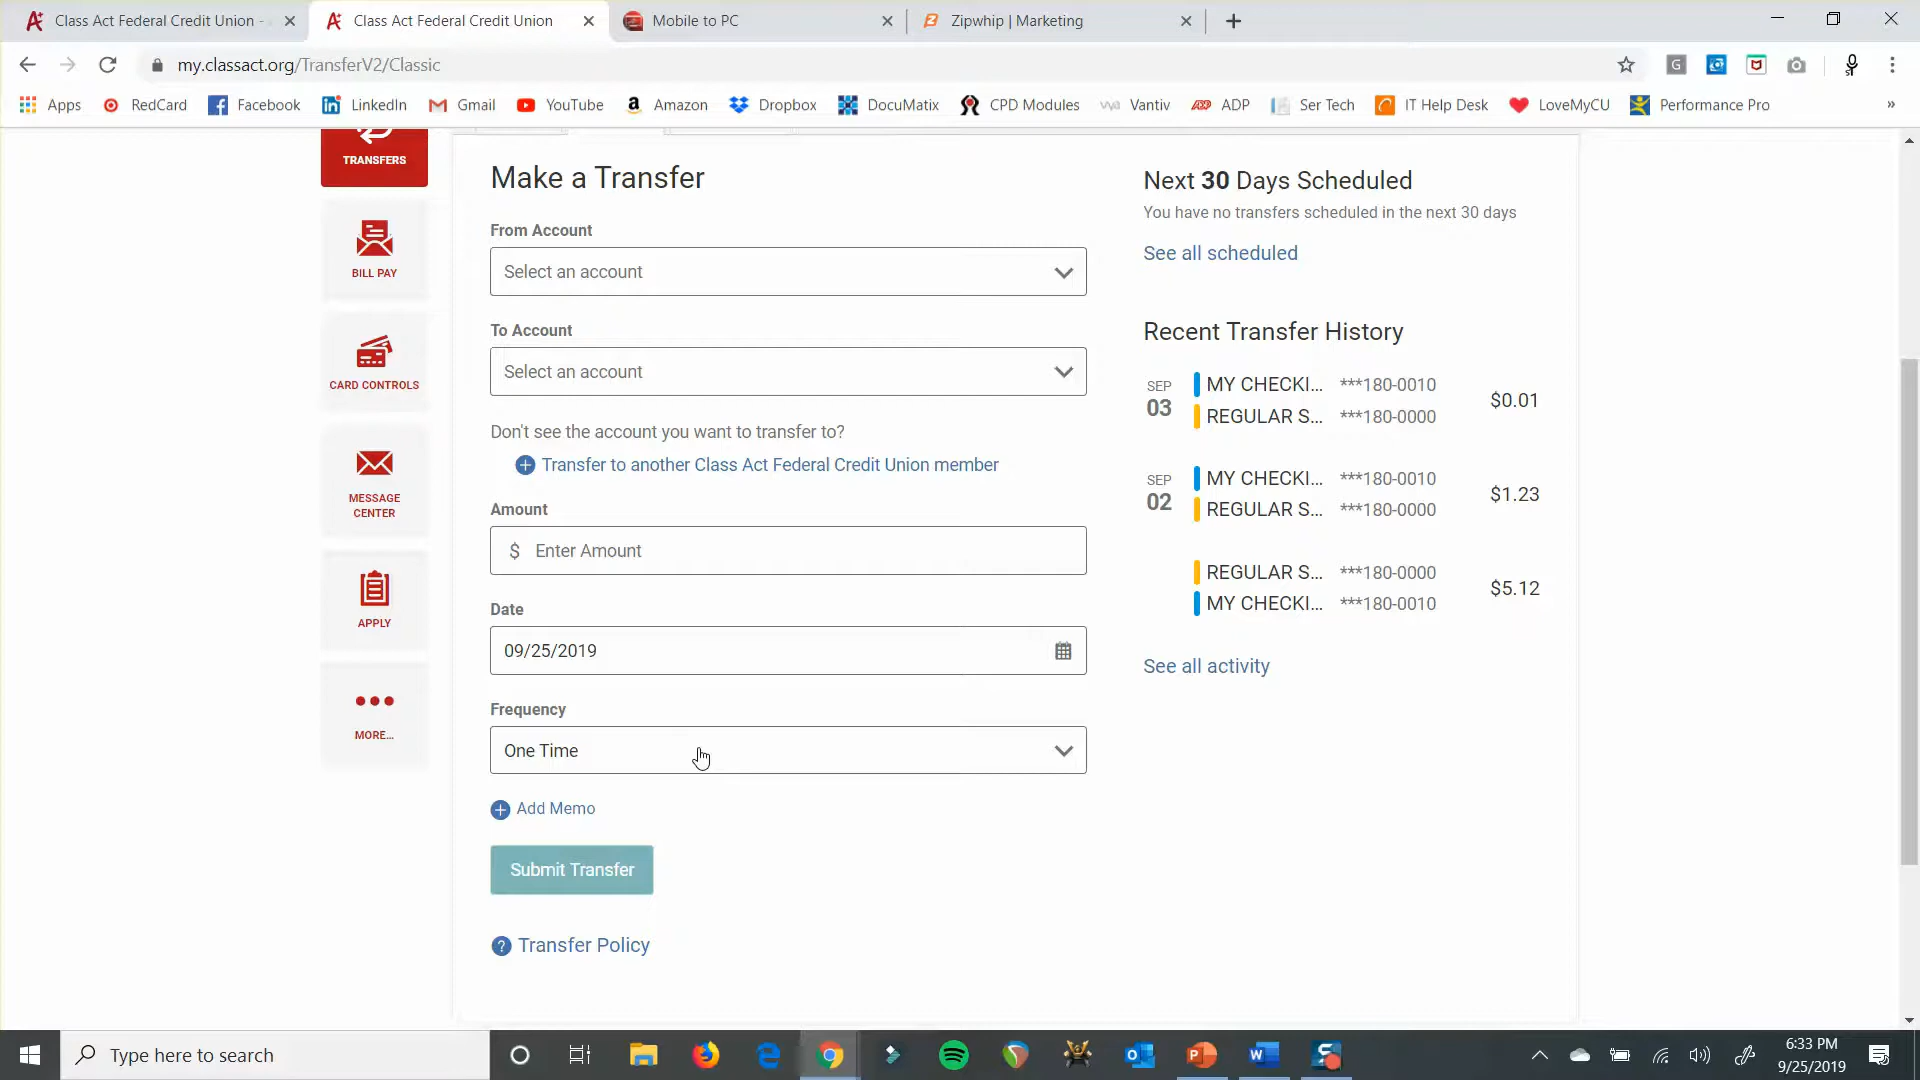 Class Act Federal Credit Union -
Class Act Federal Credit Union
Mobile to PC
Zipwhip | Marketing
my.classact.org/TransferV2/Classic
Apps
RedCard
Facebook
LinkedIn
Gmail
YouTube
Amazon
Dropbox
DocuMatix
CPD Modules
Vantiv
ADP
Ser Tech
IT Help Desk
LoveMyCU
Performance Pro
»
TRANSFERS
BILL PAY
CARD CONTROLS
MESSAGE
CENTER
APPLY
MORE...
Make a Transfer
From Account
Select an account
To Account
Select an account
Don't see the account you want to transfer to?
Transfer to another Class Act Federal Credit Union member
Amount
$ Enter Amount
Date
09/25/2019
Frequency
One Time
Add Memo
Submit Transfer
? Transfer Policy
Next 30 Days Scheduled
You have no transfers scheduled in the next 30 days
See all scheduled
Recent Transfer History
SEP
03
MY CHECKI... ***180-0010
REGULAR S... ***180-0000
$0.01
SEP
02
MY CHECKI... ***180-0010
REGULAR S... ***180-0000
$1.23
REGULAR S... ***180-0000
MY CHECKI... ***180-0010
$5.12
See all activity
Type here to search
6:33 PM
9/25/2019